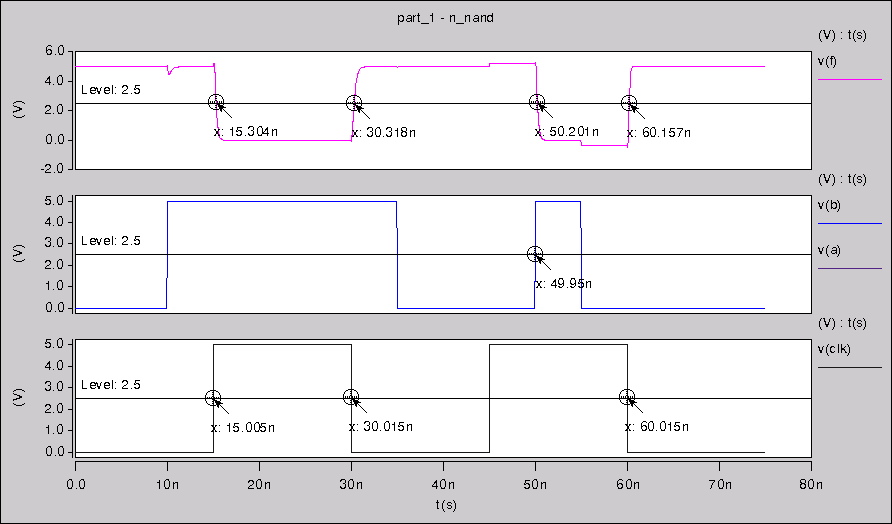 part_1 - n_nand
(V) : t(s)
v(f)
6.0
4.0
2.0
0.0
-2.0
(V)
Level: 2.5
x: 15.304n
x: 30.318n
x: 50.201n
x: 60.157n
(V) : t(s)
v(b)
v(a)
5.0
4.0
3.0
2.0
1.0
0.0
(V)
Level: 2.5
x: 49.95n
(V) : t(s)
v(clk)
5.0
4.0
3.0
2.0
1.0
0.0
(V)
Level: 2.5
x: 15.005n
x: 30.015n
x: 60.015n
0.0 10n 20n 30n 40n 50n 60n 70n 80n
t(s)